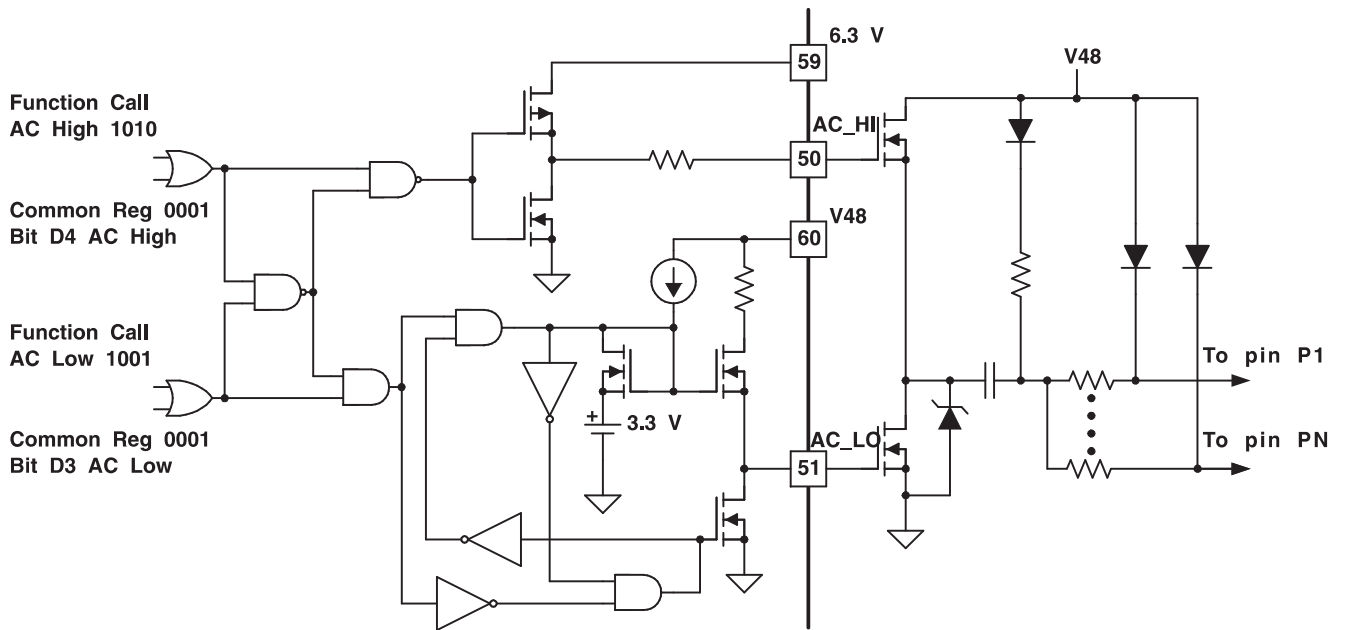 6.3 V
59
V48
Function Call
AC High 1010
AC_HI
50
Common Reg 0001
Bit D4 AC High
V48
60
Function Call
AC Low 1001
To pin P1
+
3.3 V
AC_LO
To pin PN
Common Reg 0001
Bit D3 AC Low
51